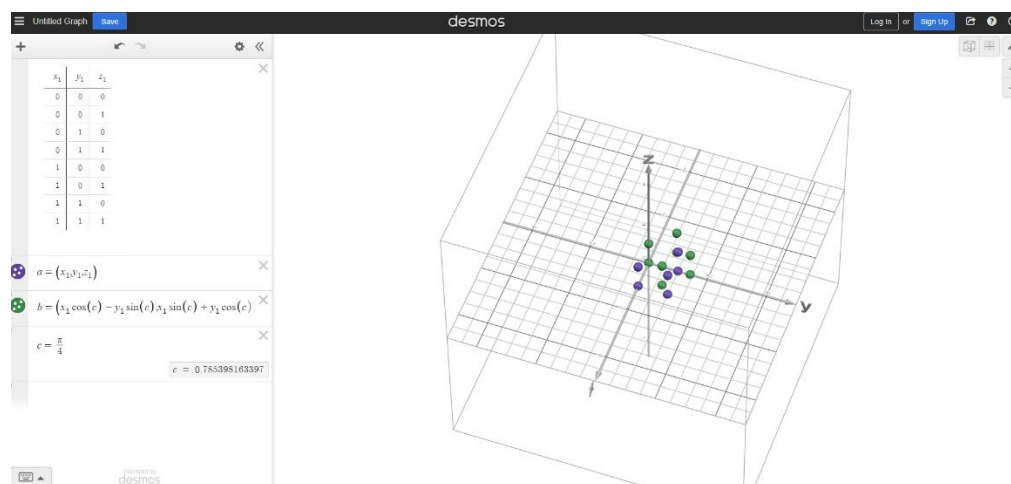 Untitled Graph Save desmos Log In or Sign Up
x₁ y₁ z₁
0 0 0
0 0 1
0 1 0
0 1 1
1 0 0
1 0 1
1 1 0
1 1 1
a = (x₁,y₁,z₁)
b = (x₁ cos(c) − y₁ sin(c),x₁ sin(c) + y₁ cos(c)
c = π/4
c = 0.785398163397
powered by
desmos
z
y